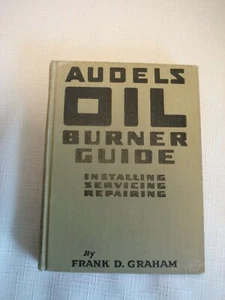 AUDELS
OIL
BURNER
GUIDE
INSTALLING
SERVICING
REPAIRING
By
FRANK D. GRAHAM